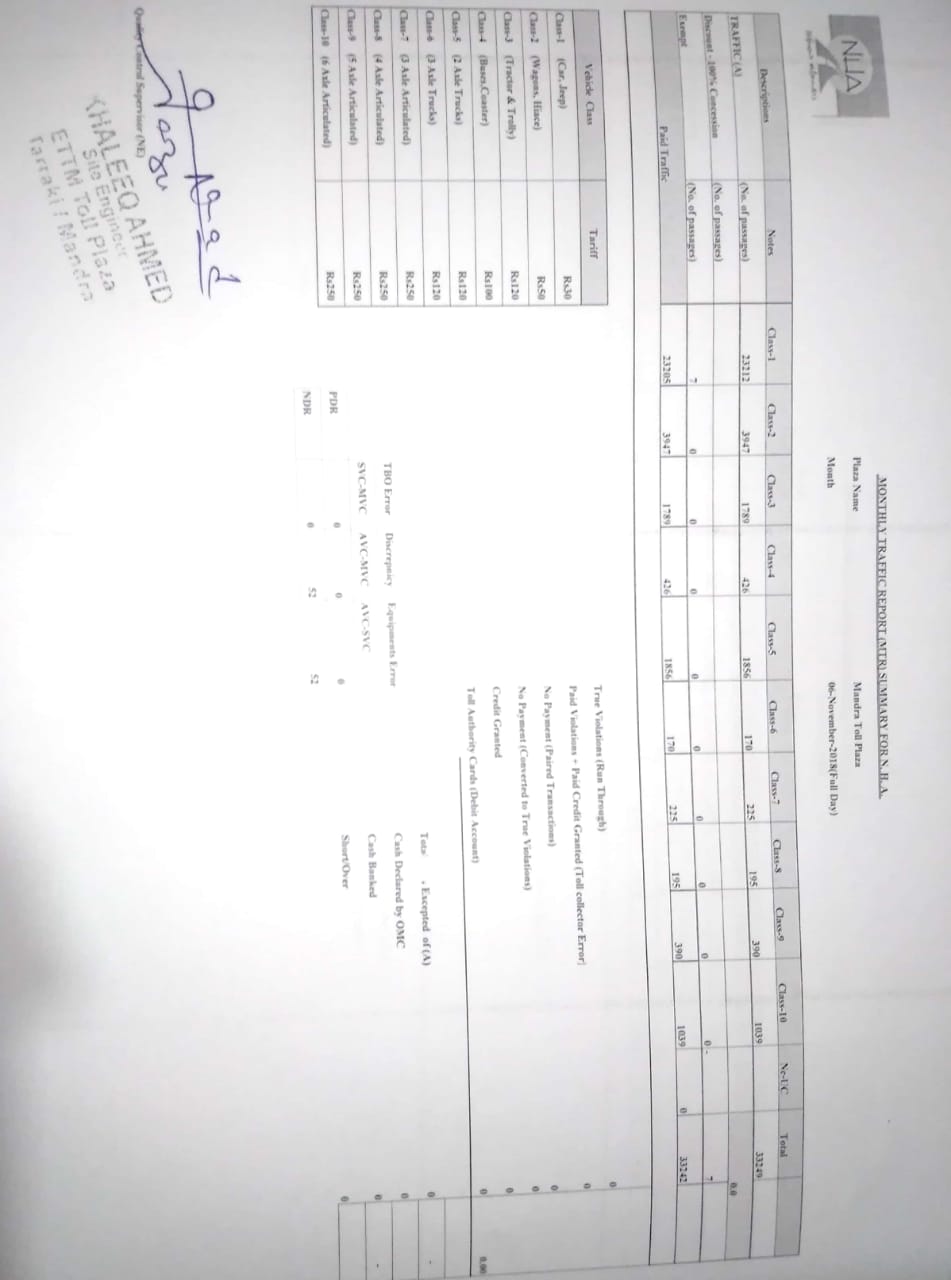 NHA
MONTHLY TRAFFIC REPORT (MTR) SUMMARY FOR N. H. A.
Plaza Name Mandra Toll Plaza
Month 06-November-2018(Full Day)
Descriptions Notes Class-1 Class-2 Class-3 Class-4 Class-5 Class-6 Class-7 Class-8 Class-9 Class-10 Nc-UC Total
TRAFFIC (A) (No. of passages) 23212 3947 1789 426 1856 170 225 195 390 1039 33249
Discount - 100% Concession (No. of passages) 0.0
Exempt (No. of passages) 7 0 0 0 0 0 0 0 0 0 - 7
Paid Traffic 23205 3947 1789 426 1856 170 225 195 390 1039 0 33242
Vehicle Class Tariff
Class-1 (Car, Jeep) Rs30
Class-2 (Wagons, Hiace) Rs50
Class-3 (Tractor & Trolly) Rs120
Class-4 (Buses,Coaster) Rs100
Class-5 (2 Axle Trucks) Rs120
Class-6 (3 Axle Trucks) Rs120
Class-7 (3 Axle Articulated) Rs250
Class-8 (4 Axle Articulated) Rs250
Class-9 (5 Axle Articulated) Rs250
Class-10 (6 Axle Articulated) Rs250
True Violations (Run Through) 0
Paid Violations + Paid Credit Granted (Toll collector Error) 0
No Payment (Paired Transactions) 0
No Payment (Converted to True Violations) 0
Credit Granted 0
Toll Authority Cards (Debit Account) 0 0.00
TBO Error Discrepnicy Equipments Error
SVC-MVC AVC-MVC AVC-SVC
PDR 0 0 0
NDR 0 52 52
Total , Excepted of (A) 0 -
Cash Declared by OMC 0
Cash Banked 0 -
Short/Over 0
Quality Control Supervisor (NE)
KHALEEQ AHMED
Site Engineer
ETTM Toll Plaza
Tarraki / Mandra